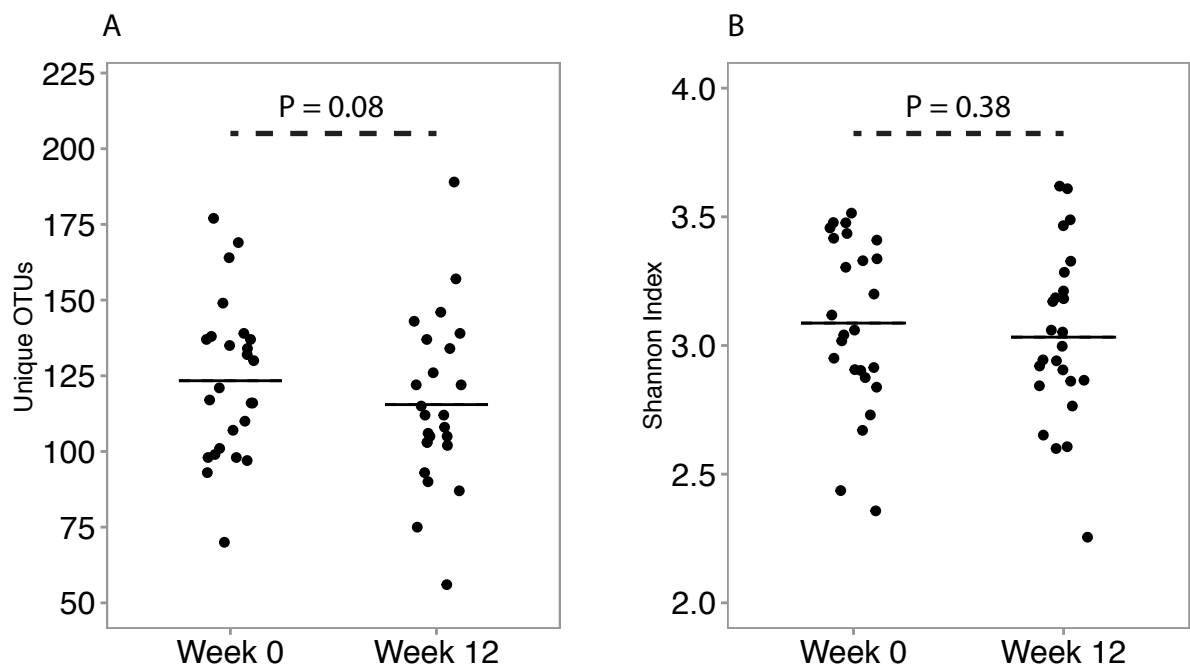 A
Unique OTUs
225
200
175
150
125
100
75
50
P = 0.08
Week 0
Week 12
B
Shannon Index
4.0
3.5
3.0
2.5
2.0
P = 0.38
Week 0
Week 12